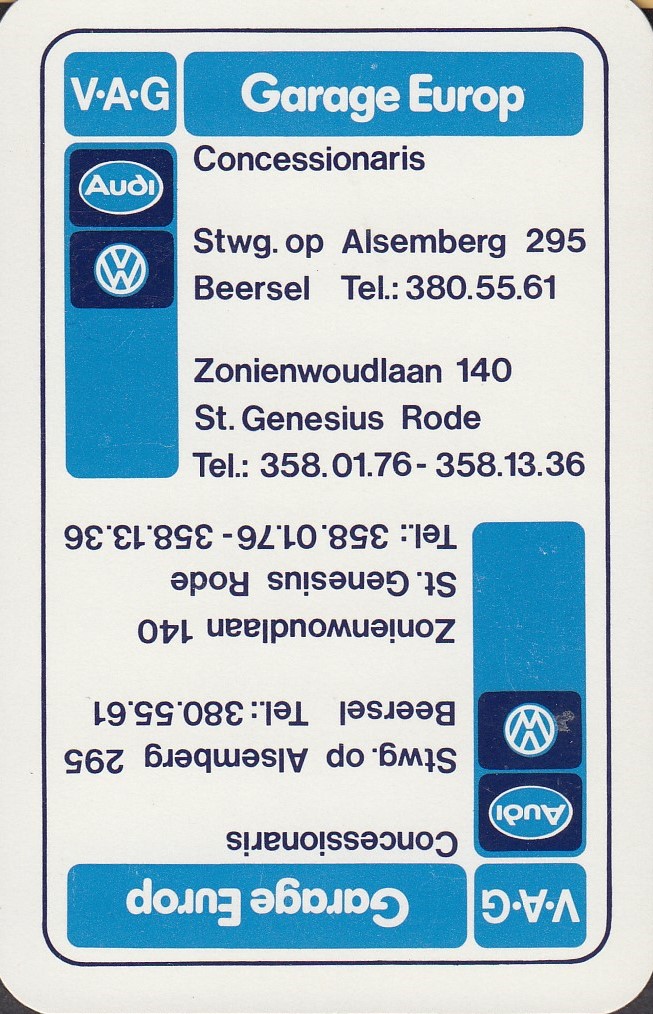 V·A·G Garage Europ
Audi Concessionaris
VW
Stwg. op Alsemberg 295
Beersel Tel.: 380.55.61
Zonienwoudlaan 140
St. Genesius Rode
Tel.: 358.01.76 - 358.13.36
V·A·G Garage Europ
Audi Concessionaris
VW
Stwg. op Alsemberg 295
Beersel Tel.: 380.55.61
Zonienwoudlaan 140
St. Genesius Rode
Tel.: 358.01.76 - 358.13.36